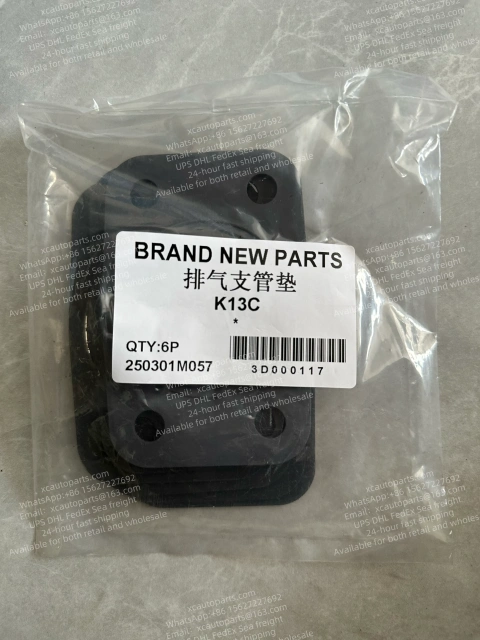 WhatsApp:+86 15627227692
xcautoparts.com
Email: xcautoparts@163.com
UPS DHL FedEx Sea freight
24-hour fast shipping
Available for both retail and wholesale
BRAND NEW PARTS
排气支管垫
K13C
*
QTY:6P
250301M057
3D000117